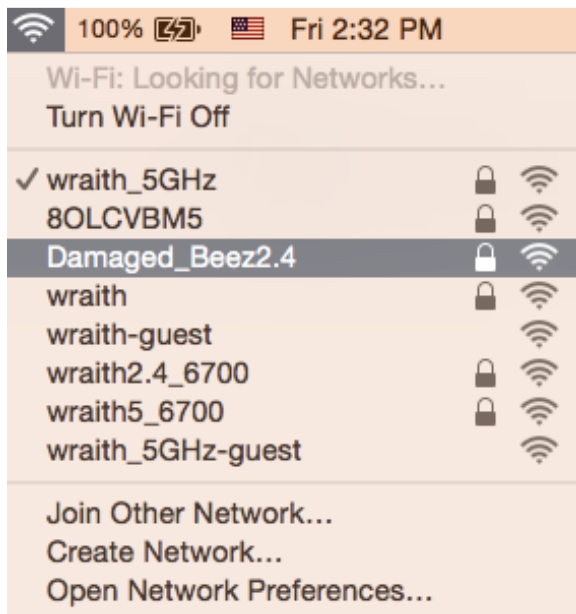 100% Fri 2:32 PM
Wi-Fi: Looking for Networks...
Turn Wi-Fi Off
wraith_5GHz
8OLCVBM5
Damaged_Beez2.4
wraith
wraith-guest
wraith2.4_6700
wraith5_6700
wraith_5GHz-guest
Join Other Network...
Create Network...
Open Network Preferences...